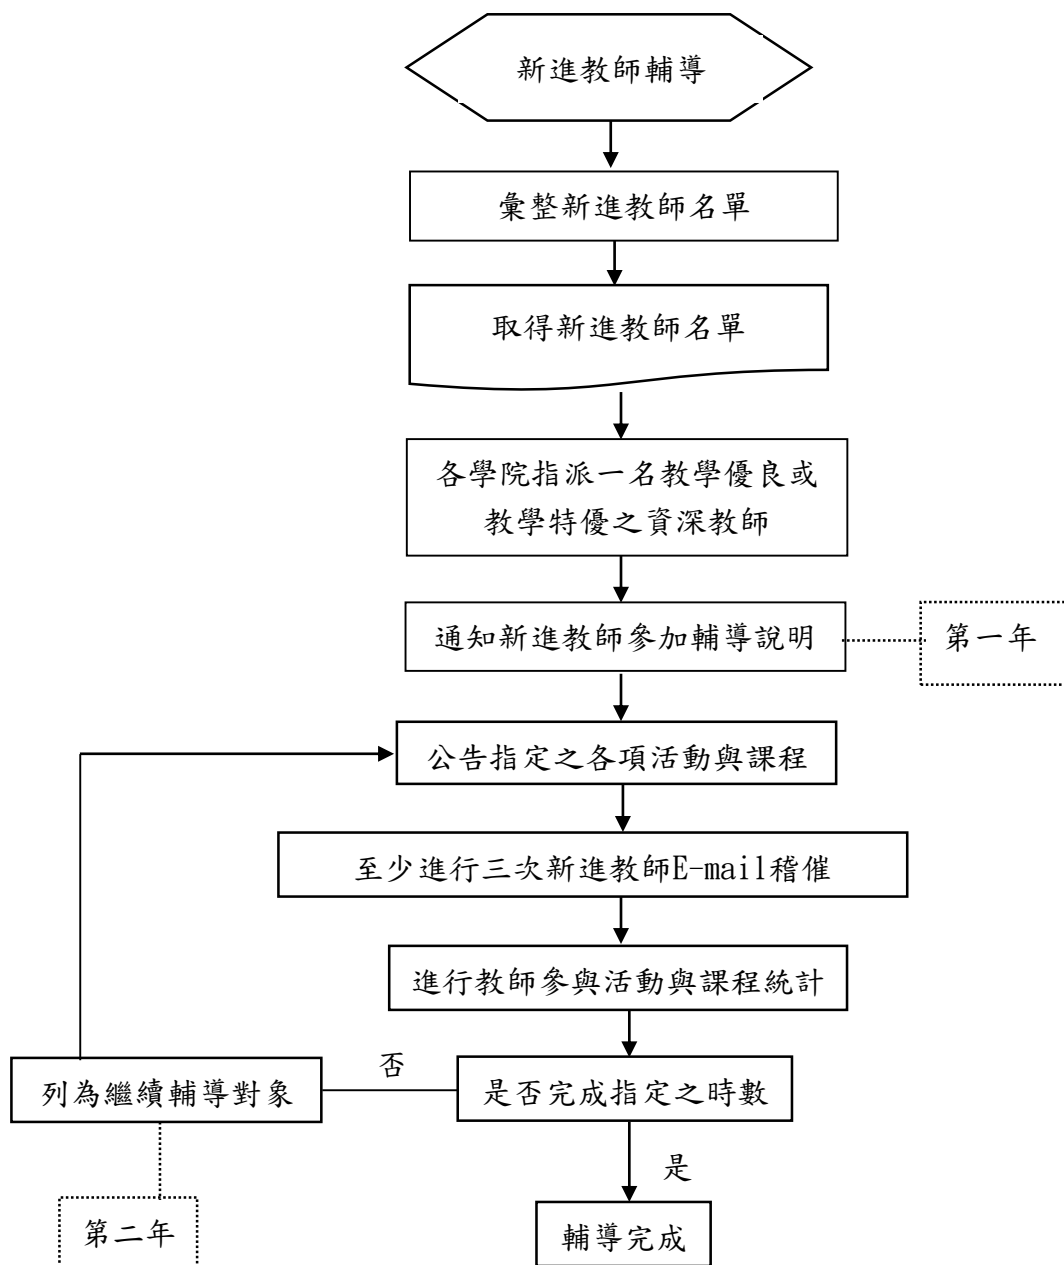 新進教師輔導
彙整新進教師名單
取得新進教師名單
各學院指派一名教學優良或
教學特優之資深教師
通知新進教師參加輔導說明
第一年
公告指定之各項活動與課程
至少進行三次新進教師E-mail稽催
進行教師參與活動與課程統計
否
列為繼續輔導對象
是否完成指定之時數
是
第二年
輔導完成